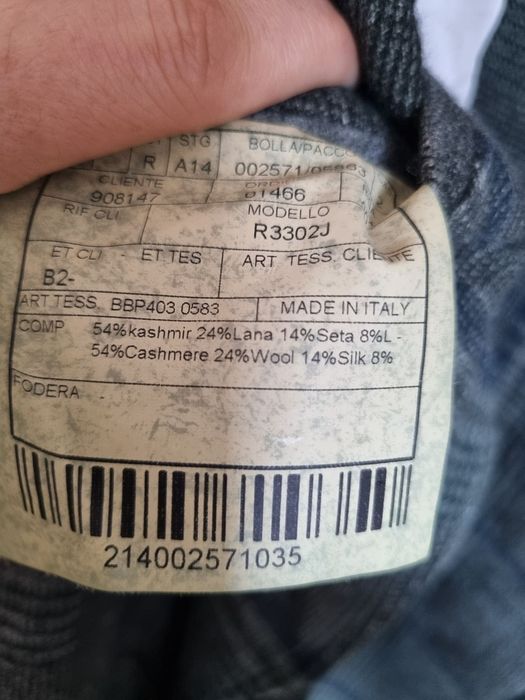 STG BOLLA/PACCO
R A14 002571/05683
CLIENTE
908147 61466
RIF CLI MODELLO
R3302J
ET CLI - ET.TES ART TESS. CLIENTE
B2-
ART TESS. BBP403 0583 MADE IN ITALY
COMP 54%kashmir 24%Lana 14%Seta 8%L -
54%Cashmere 24%Wool 14%Silk 8%
FODERA
214002571035